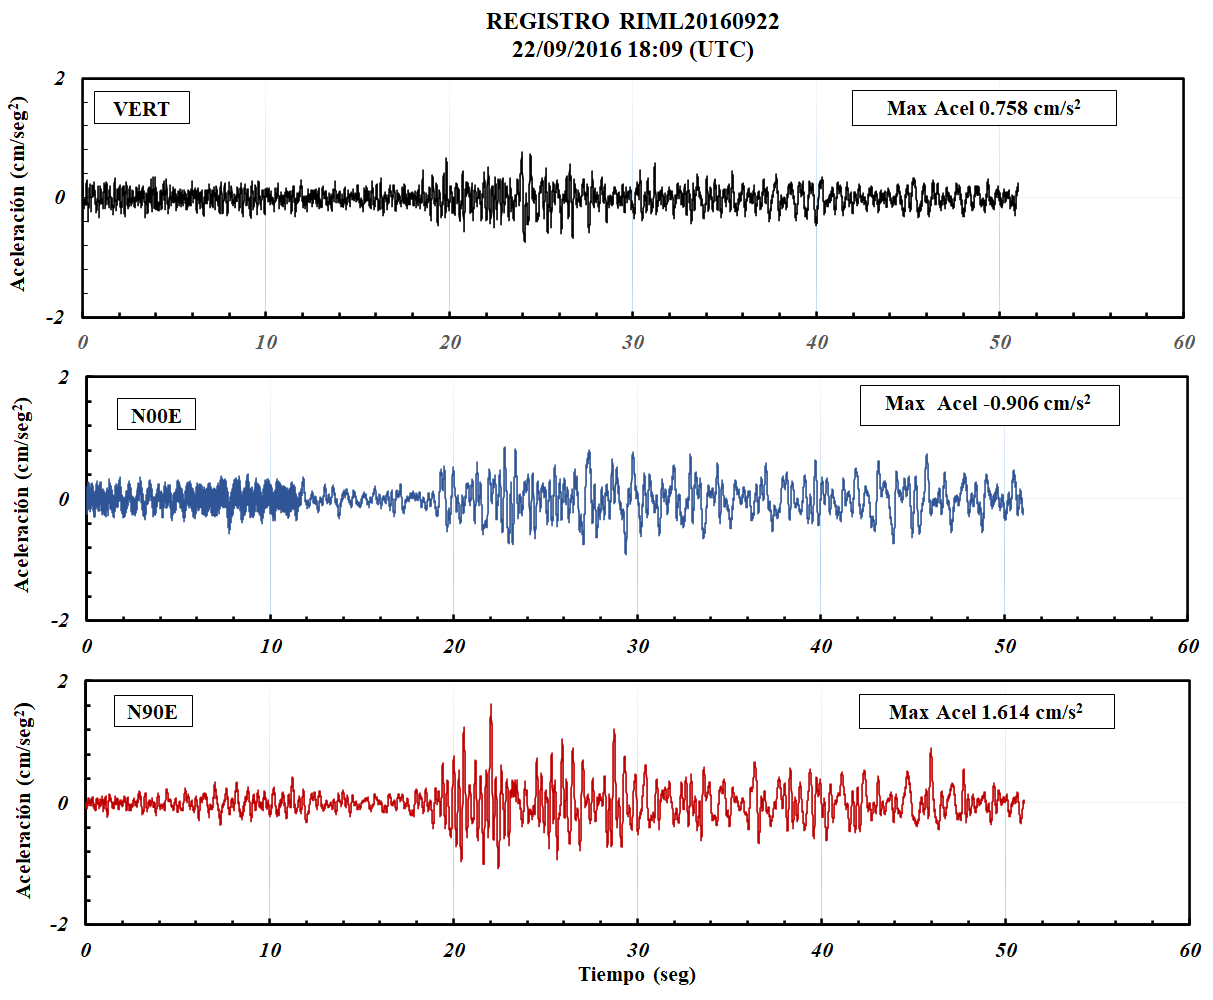 REGISTRO RIML20160922
22/09/2016 18:09 (UTC)
VERT
Max Acel 0.758 cm/s²
Aceleración (cm/seg²)
2
0
-2
0 10 20 30 40 50 60
N00E
Max Acel -0.906 cm/s²
Aceleración (cm/seg²)
2
0
-2
0 10 20 30 40 50 60
N90E
Max Acel 1.614 cm/s²
Aceleración (cm/seg²)
2
0
-2
0 10 20 30 40 50 60
Tiempo (seg)